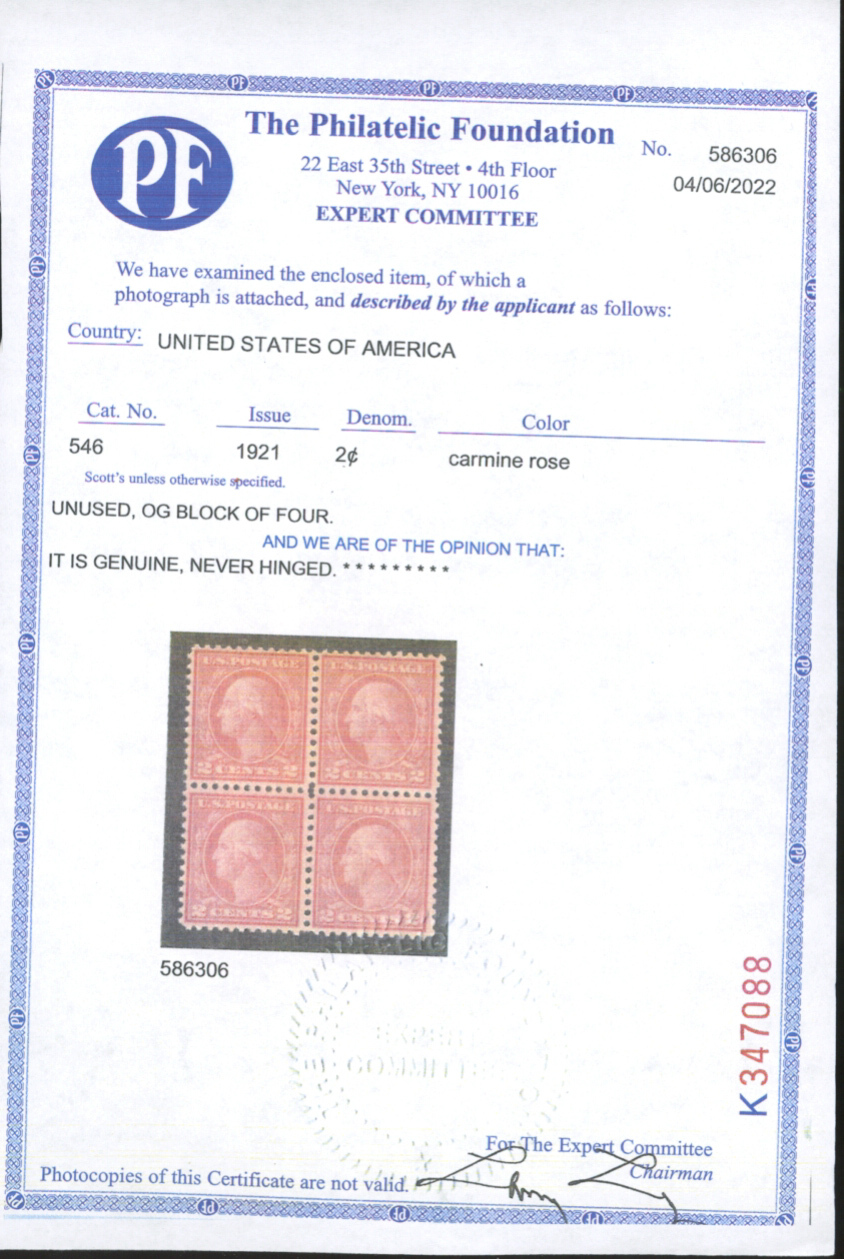 PF
The Philatelic Foundation
22 East 35th Street • 4th Floor
New York, NY 10016
EXPERT COMMITTEE
No. 586306
04/06/2022
We have examined the enclosed item, of which a
photograph is attached, and described by the applicant as follows:
Country: UNITED STATES OF AMERICA
Cat. No. Issue Denom. Color
546 1921 2¢ carmine rose
Scott's unless otherwise specified.
UNUSED, OG BLOCK OF FOUR.
AND WE ARE OF THE OPINION THAT:
IT IS GENUINE, NEVER HINGED. * * * * * * * * *
U.S. POSTAGE U.S. POSTAGE
2 CENTS 2 2 CENTS 2
U.S. POSTAGE U.S. POSTAGE
2 CENTS 2 2 CENTS 2
586306
EXPERT
COMMITTEE
K347088
For The Expert Committee
Chairman
Photocopies of this Certificate are not valid.